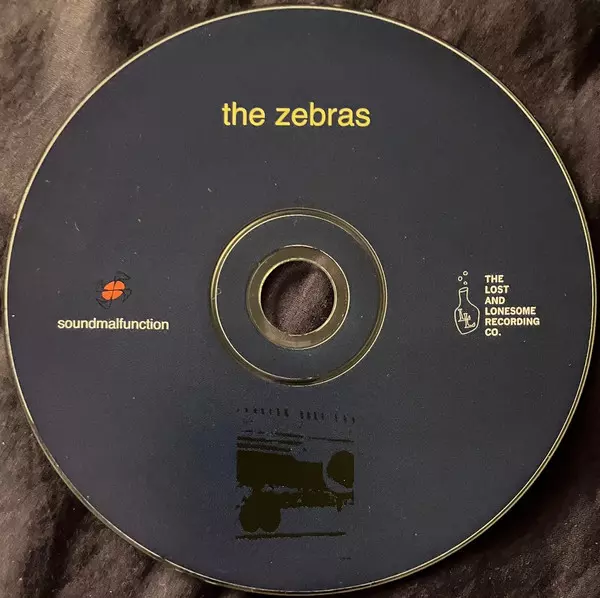 the zebras
soundmalfunction
THE
LOST
AND
LONESOME
RECORDING
CO.